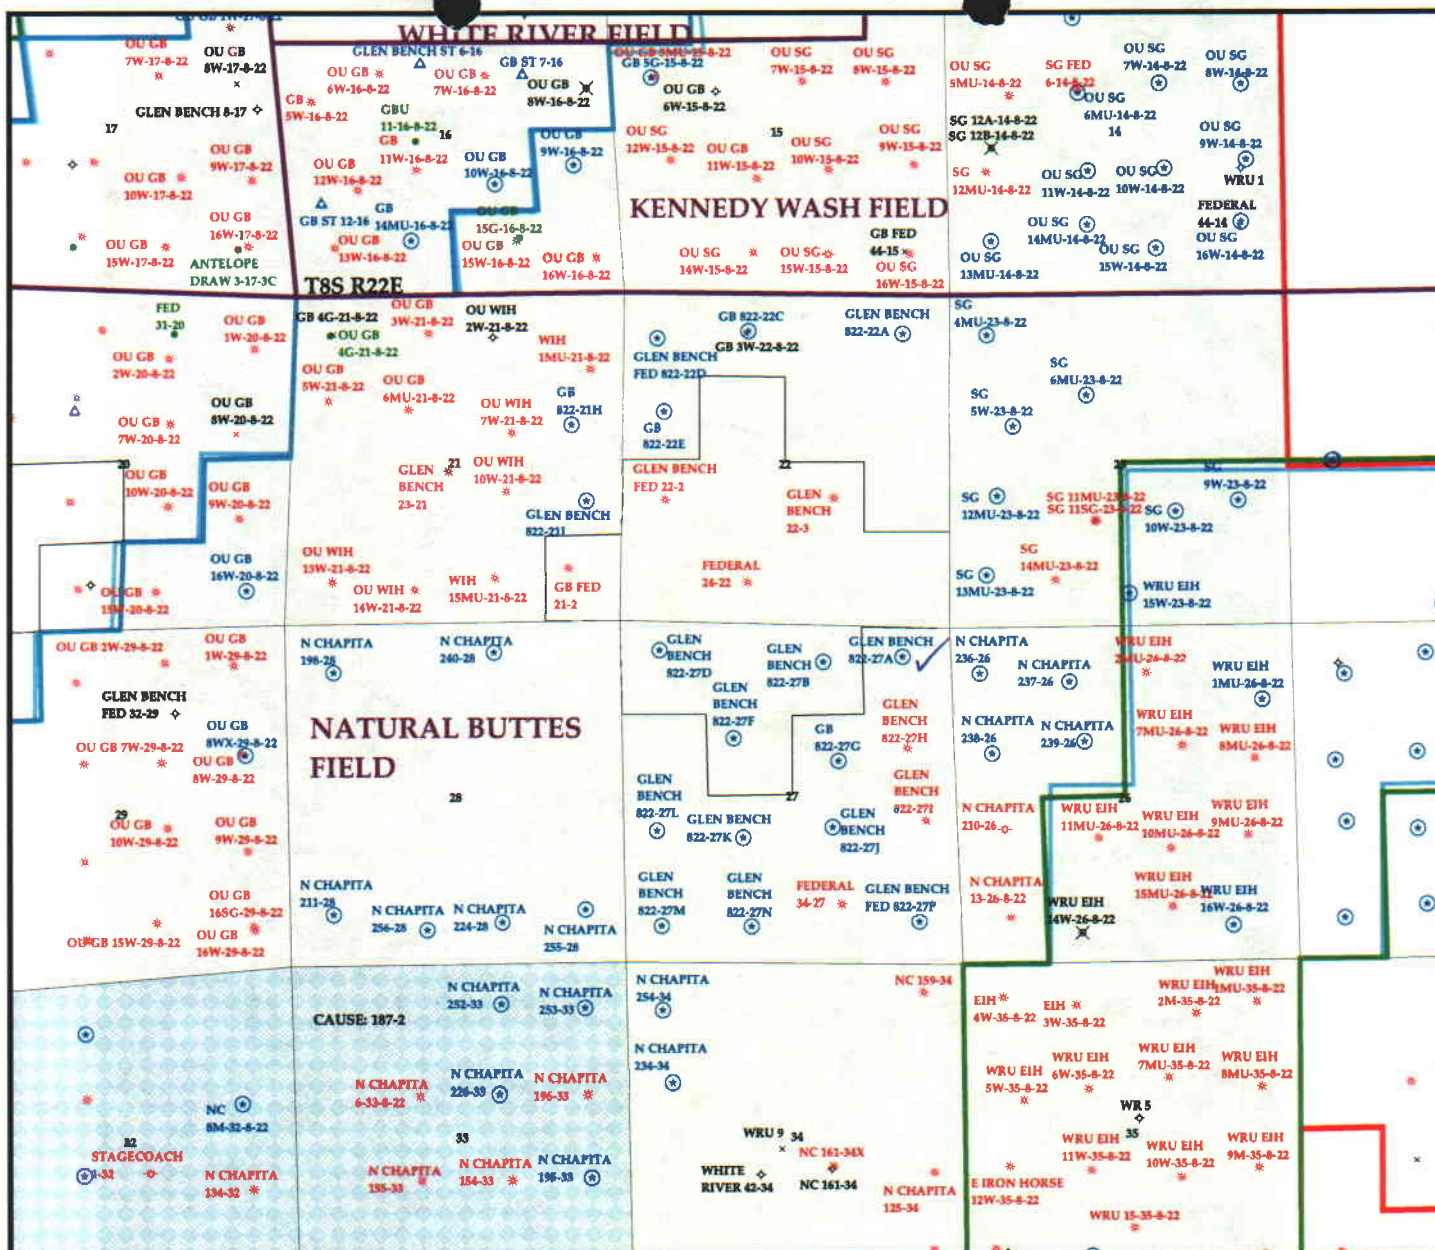 WHITE RIVER FIELD
OU GB 1W-17-8-22
OU GB
7W-17-8-22
OU GB
8W-17-8-22
GLEN BENCH 8-17
17
OU GB
9W-17-8-22
OU GB
10W-17-8-22
OU GB
16W-17-8-22
OU GB
15W-17-8-22
ANTELOPE
DRAW 3-17-3C
GLEN BENCH ST 6-16
OU GB
6W-16-8-22
OU GB
7W-16-8-22
GB ST 7-16
OU GB
8W-16-8-22
GB
5W-16-8-22
GBU
11-16-8-22
16
GB
11W-16-8-22
OU GB
9W-16-8-22
OU GB
10W-16-8-22
OU GB
12W-16-8-22
GB ST 12-16
GB
14MU-16-8-22
OU GB
13W-16-8-22
OU GB
15G-16-8-22
OU GB
15W-16-8-22
OU GB
16W-16-8-22
T8S R22E
OU GB 5MU-15-8-22
GB 5G-15-8-22
OU GB
6W-15-8-22
OU SG
7W-15-8-22
OU SG
8W-15-8-22
OU SG
12W-15-8-22
15
OU GB
11W-15-8-22
OU SG
10W-15-8-22
OU SG
9W-15-8-22
KENNEDY WASH FIELD
OU SG
14W-15-8-22
OU SG
15W-15-8-22
GB FED
44-15
OU SG
16W-15-8-22
OU SG
5MU-14-8-22
SG FED
6-14-8-22
OU SG
6MU-14-8-22
14
OU SG
7W-14-8-22
OU SG
8W-14-8-22
SG 12A-14-8-22
SG 12B-14-8-22
OU SG
9W-14-8-22
WRU 1
SG
12MU-14-8-22
OU SG
11W-14-8-22
OU SG
10W-14-8-22
FEDERAL
44-14
OU SG
16W-14-8-22
OU SG
14MU-14-8-22
OU SG
13MU-14-8-22
OU SG
15W-14-8-22
FED
31-20
OU GB
1W-20-8-22
OU GB
2W-20-8-22
OU GB
8W-20-8-22
OU GB
7W-20-8-22
20
OU GB
10W-20-8-22
OU GB
9W-20-8-22
OU GB
16W-20-8-22
OU GB
15W-20-8-22
GB 4G-21-8-22
OU GB
4G-21-8-22
OU GB
3W-21-8-22
OU WIH
2W-21-8-22
WIH
1MU-21-8-22
OU GB
5W-21-8-22
OU GB
6MU-21-8-22
OU WIH
7W-21-8-22
GB
822-21H
GLEN
BENCH
23-21
21
OU WIH
10W-21-8-22
GLEN BENCH
822-21I
OU WIH
13W-21-8-22
OU WIH
14W-21-8-22
WIH
15MU-21-8-22
GB FED
21-2
GB 822-22C
GB 3W-22-8-22
GLEN BENCH
822-22A
GLEN BENCH
FED 822-22D
GB
822-22E
GLEN BENCH
FED 22-2
22
GLEN
BENCH
22-3
FEDERAL
24-22
SG
4MU-23-8-22
SG
6MU-23-8-22
SG
5W-23-8-22
23
SG
9W-23-8-22
SG
12MU-23-8-22
SG 11MU-23-8-22
SG 11SG-23-8-22
SG
10W-23-8-22
SG
14MU-23-8-22
SG
13MU-23-8-22
WRU EIH
15W-23-8-22
OU GB 2W-29-8-22
OU GB
1W-29-8-22
GLEN BENCH
FED 32-29
OU GB 7W-29-8-22
OU GB
8WX-29-8-22
OU GB
8W-29-8-22
29
OU GB
10W-29-8-22
OU GB
9W-29-8-22
OU GB
16SG-29-8-22
OU GB 15W-29-8-22
OU GB
16W-29-8-22
N CHAPITA
198-28
N CHAPITA
240-28
NATURAL BUTTES
FIELD
28
N CHAPITA
211-28
N CHAPITA
256-28
N CHAPITA
224-28
N CHAPITA
255-28
GLEN
BENCH
822-27D
GLEN
BENCH
822-27B
GLEN BENCH
822-27A
GLEN
BENCH
822-27F
GLEN
BENCH
822-27H
GB
822-27G
GLEN
BENCH
822-27L
27
GLEN
BENCH
822-27I
GLEN BENCH
822-27K
GLEN
BENCH
822-27J
GLEN
BENCH
822-27M
GLEN
BENCH
822-27N
FEDERAL
34-27
GLEN BENCH
FED 822-27P
N CHAPITA
236-26
N CHAPITA
237-26
WRU EIH
2MU-26-8-22
WRU EIH
1MU-26-8-22
N CHAPITA
238-26
N CHAPITA
239-26
WRU EIH
7MU-26-8-22
WRU EIH
8MU-26-8-22
26
N CHAPITA
210-26
WRU EIH
11MU-26-8-22
WRU EIH
10MU-26-8-22
WRU EIH
9MU-26-8-22
N CHAPITA
13-26-8-22
WRU EIH
14W-26-8-22
WRU EIH
15MU-26-8-22
WRU EIH
16W-26-8-22
NC
8M-32-8-22
32
STAGECOACH
1-32
N CHAPITA
134-32
CAUSE: 187-2
N CHAPITA
252-33
N CHAPITA
253-33
N CHAPITA
6-33-8-22
N CHAPITA
226-33
N CHAPITA
196-33
33
N CHAPITA
155-33
N CHAPITA
154-33
N CHAPITA
195-33
N CHAPITA
254-34
NC 159-34
N CHAPITA
234-34
WRU 9
34
NC 161-34X
WHITE
RIVER 42-34
NC 161-34
N CHAPITA
125-34
EIH
4W-35-8-22
EIH
3W-35-8-22
WRU EIH
2M-35-8-22
WRU EIH
1MU-35-8-22
WRU EIH
5W-35-8-22
WRU EIH
6W-35-8-22
WRU EIH
7MU-35-8-22
WRU EIH
8MU-35-8-22
WR 5
35
WRU EIH
11W-35-8-22
WRU EIH
10W-35-8-22
WRU EIH
9M-35-8-22
E IRON HORSE
12W-35-8-22
WRU 15-35-8-22